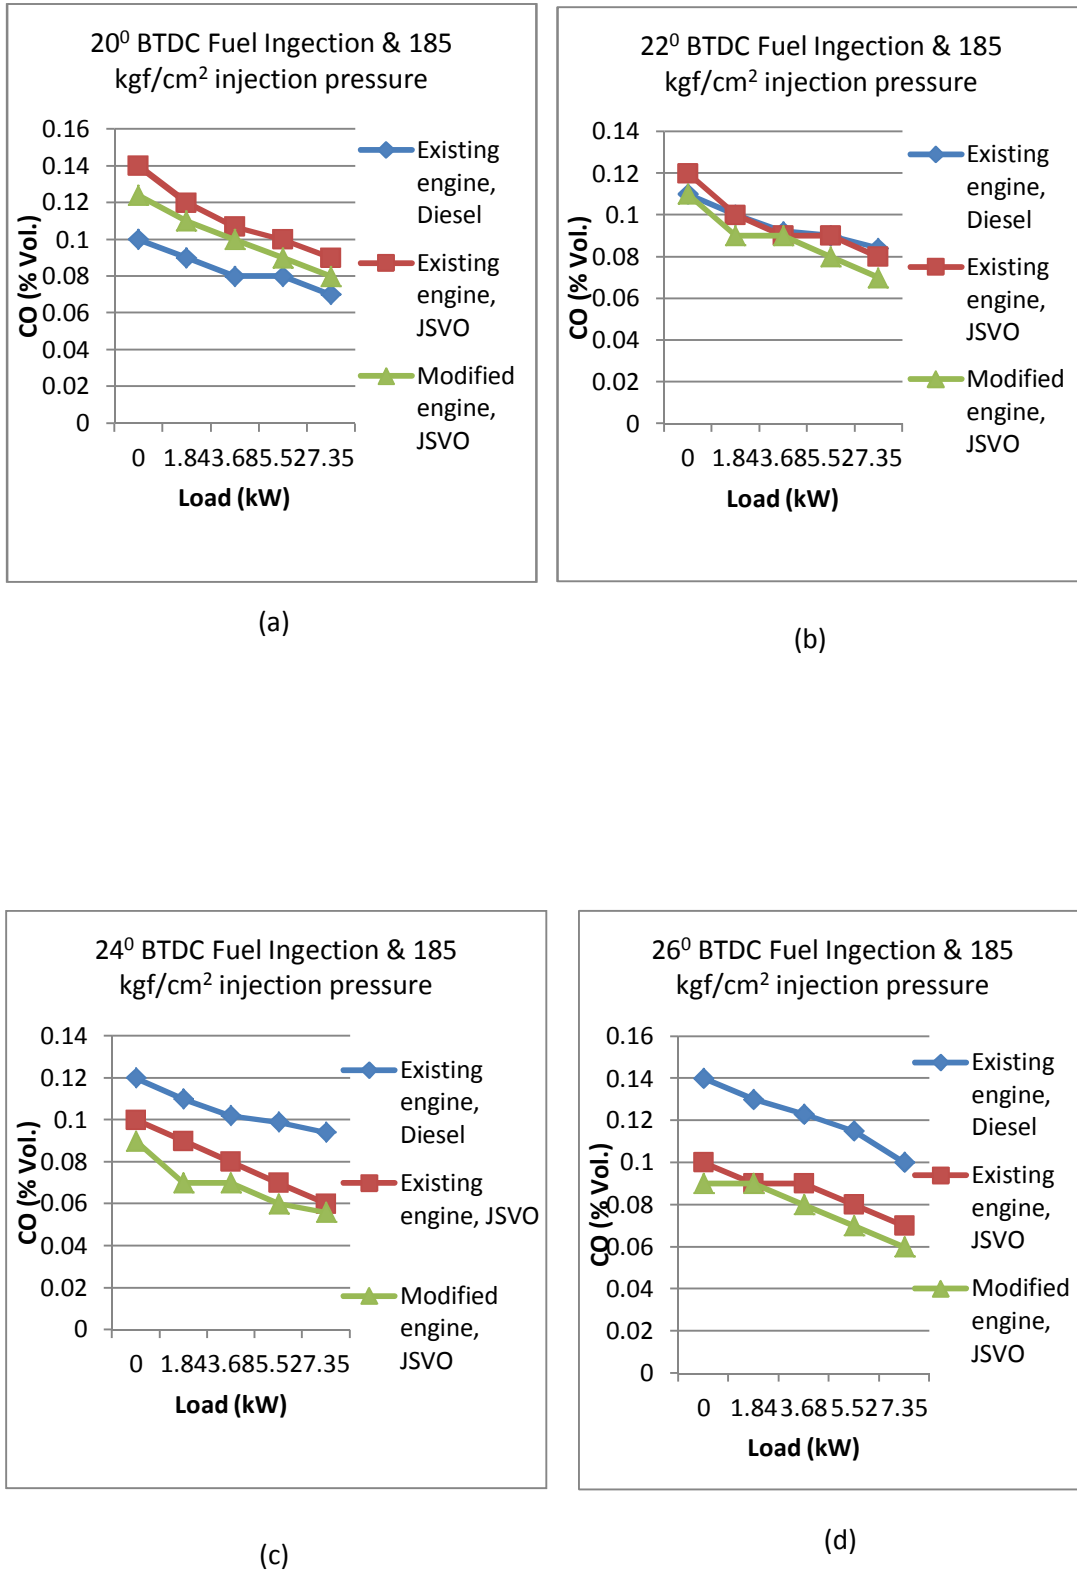 20⁰ BTDC Fuel Ingection & 185
kgf/cm² injection pressure
0.16
0.14
0.12
0.1
0.08
0.06
0.04
0.02
0
CO (% Vol.)
0 1.843.685.527.35
Load (kW)
Existing
engine,
Diesel
Existing
engine,
JSVO
Modified
engine,
JSVO
(a)
22⁰ BTDC Fuel Ingection & 185
kgf/cm² injection pressure
0.14
0.12
0.1
0.08
0.06
0.04
0.02
0
CO (% Vol.)
0 1.843.685.527.35
Load (kW)
Existing
engine,
Diesel
Existing
engine,
JSVO
Modified
engine,
JSVO
(b)
24⁰ BTDC Fuel Ingection & 185
kgf/cm² injection pressure
0.14
0.12
0.1
0.08
0.06
0.04
0.02
0
CO (% Vol.)
0 1.843.685.527.35
Load (kW)
Existing
engine,
Diesel
Existing
engine, JSVO
Modified
engine,
JSVO
(c)
26⁰ BTDC Fuel Ingection & 185
kgf/cm² injection pressure
0.16
0.14
0.12
0.1
0.08
0.06
0.04
0.02
0
CO (% Vol.)
0 1.843.685.527.35
Load (kW)
Existing
engine,
Diesel
Existing
engine,
JSVO
Modified
engine,
JSVO
(d)